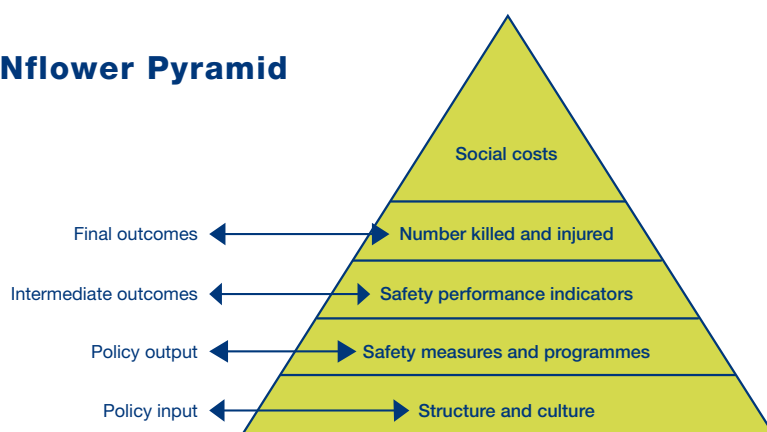 Nflower Pyramid
Social costs
Final outcomes Number killed and injured
Intermediate outcomes Safety performance indicators
Policy output Safety measures and programmes
Policy input Structure and culture